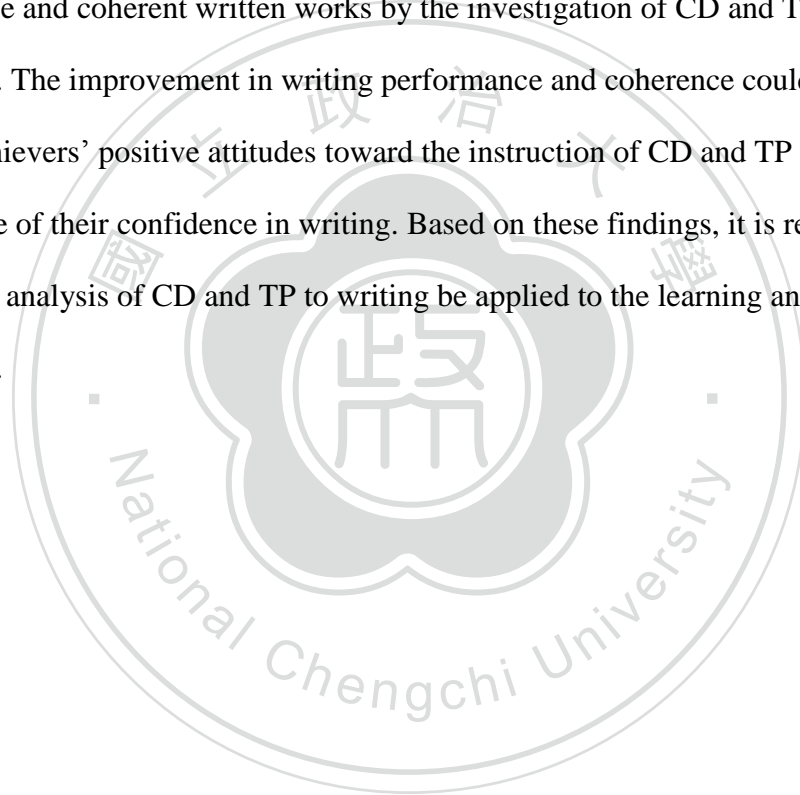 e and coherent written works by the investigation of CD and T
. The improvement in writing performance and coherence could
ievers’ positive attitudes toward the instruction of CD and TP
e of their confidence in writing. Based on these findings, it is re
analysis of CD and TP to writing be applied to the learning an
.
國立政治大學
政
National Chengchi University